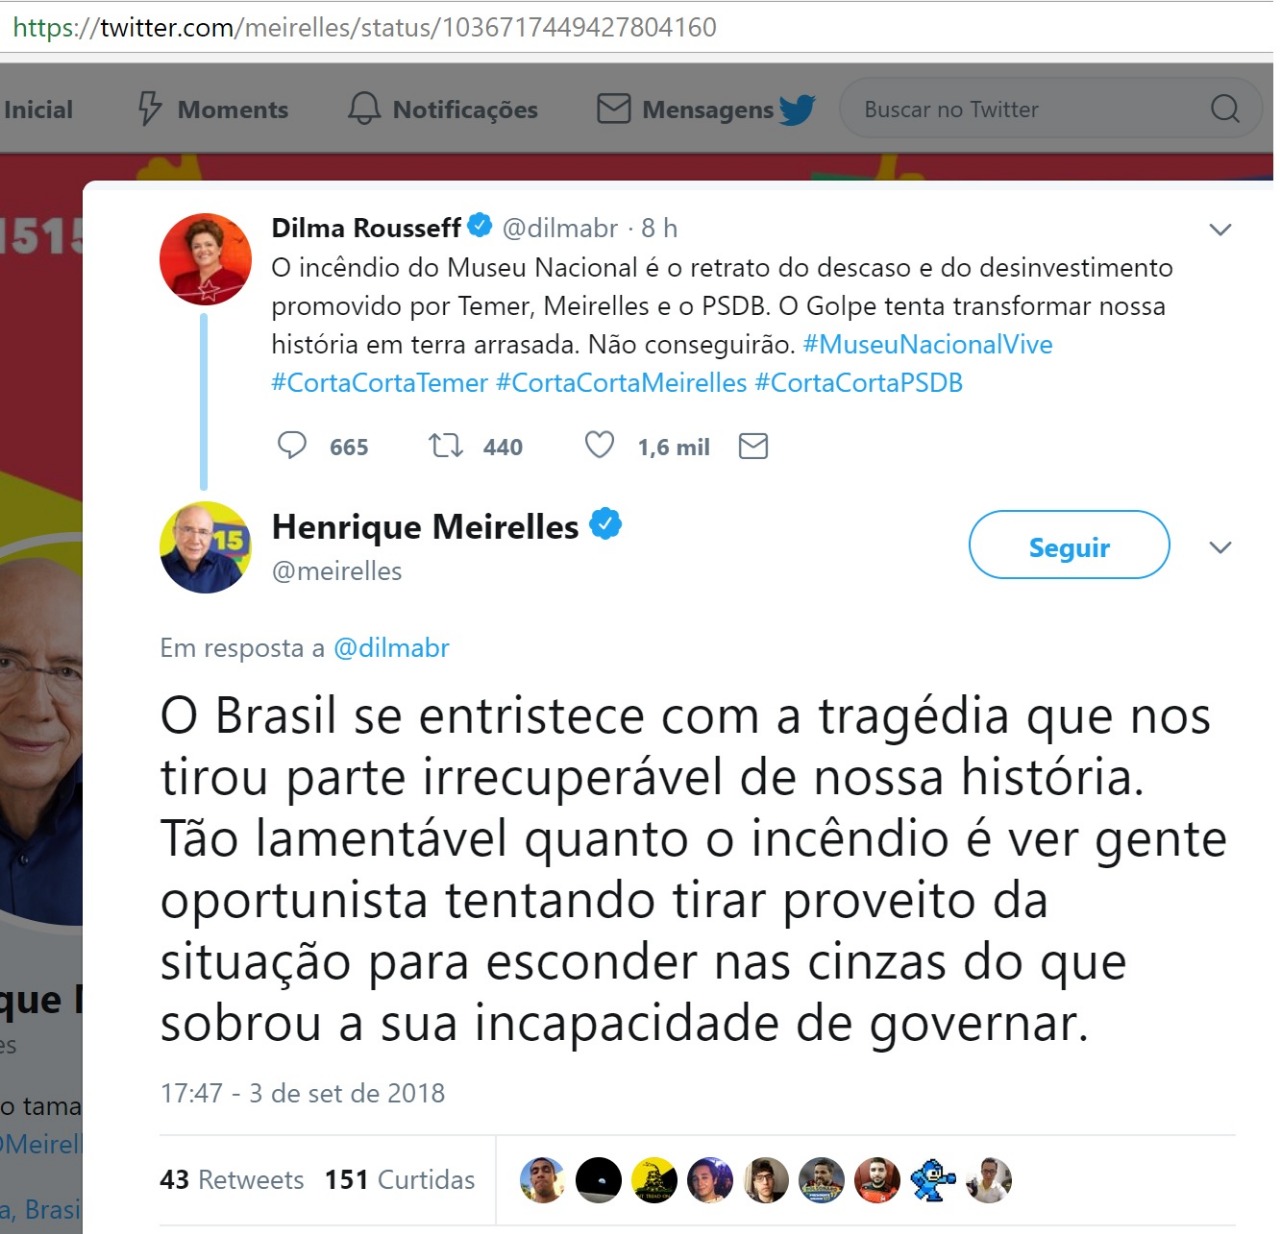 https://twitter.com/meirelles/status/1036717449427804160
Inicial Moments Notificações Mensagens Buscar no Twitter
1515
Dilma Rousseff @dilmabr · 8 h
O incêndio do Museu Nacional é o retrato do descaso e do desinvestimento
promovido por Temer, Meirelles e o PSDB. O Golpe tenta transformar nossa
história em terra arrasada. Não conseguirão. #MuseuNacionalVive
#CortaCortaTemer #CortaCortaMeirelles #CortaCortaPSDB
665 440 1,6 mil
15
Henrique Meirelles
@meirelles
Seguir
Em resposta a @dilmabr
O Brasil se entristece com a tragédia que nos
tirou parte irrecuperável de nossa história.
Tão lamentável quanto o incêndio é ver gente
oportunista tentando tirar proveito da
situação para esconder nas cinzas do que
sobrou a sua incapacidade de governar.
17:47 - 3 de set de 2018
43 Retweets 151 Curtidas
que
es
o tama
Meirell
a, Brasi